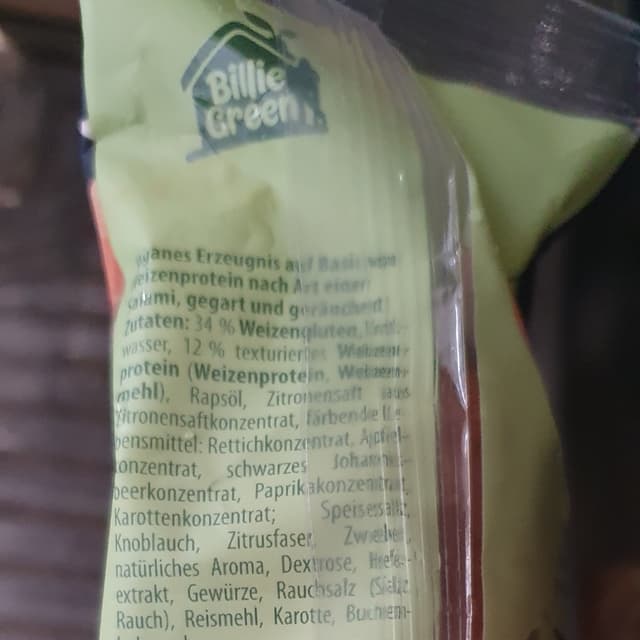 Billie
Green
veganes Erzeugnis auf Basis von
Weizenprotein nach Art einer
Salami, gegart und geräuchert
Zutaten: 34 % Weizengluten, Trink-
wasser, 12 % texturiertes Weizen-
protein (Weizenprotein, Weizen-
mehl), Rapsöl, Zitronensaft aus
Zitronensaftkonzentrat, färbende Le-
bensmittel: Rettichkonzentrat, Apfel-
konzentrat, schwarzes Johannis-
beerkonzentrat, Paprikakonzentrat,
Karottenkonzentrat; Speisesalz,
Knoblauch, Zitrusfaser, Zwiebel,
natürliches Aroma, Dextrose, Hefe-
extrakt, Gewürze, Rauchsalz (Salz,
Rauch), Reismehl, Karotte, Buchen-